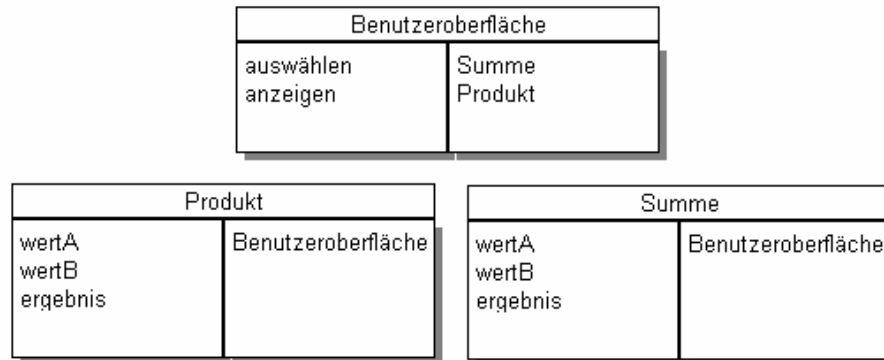 Benutzeroberfläche
auswählen
anzeigen
Summe
Produkt
Produkt
wertA
wertB
ergebnis
Benutzeroberfläche
Summe
wertA
wertB
ergebnis
Benutzeroberfläche